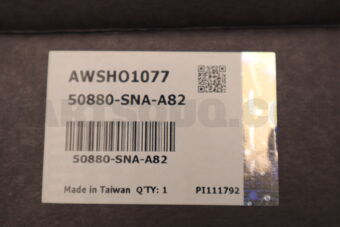 AWSHO1077
50880-SNA-A82
50880-SNA-A82
Made in Taiwan Q'TY: 1 PI111792